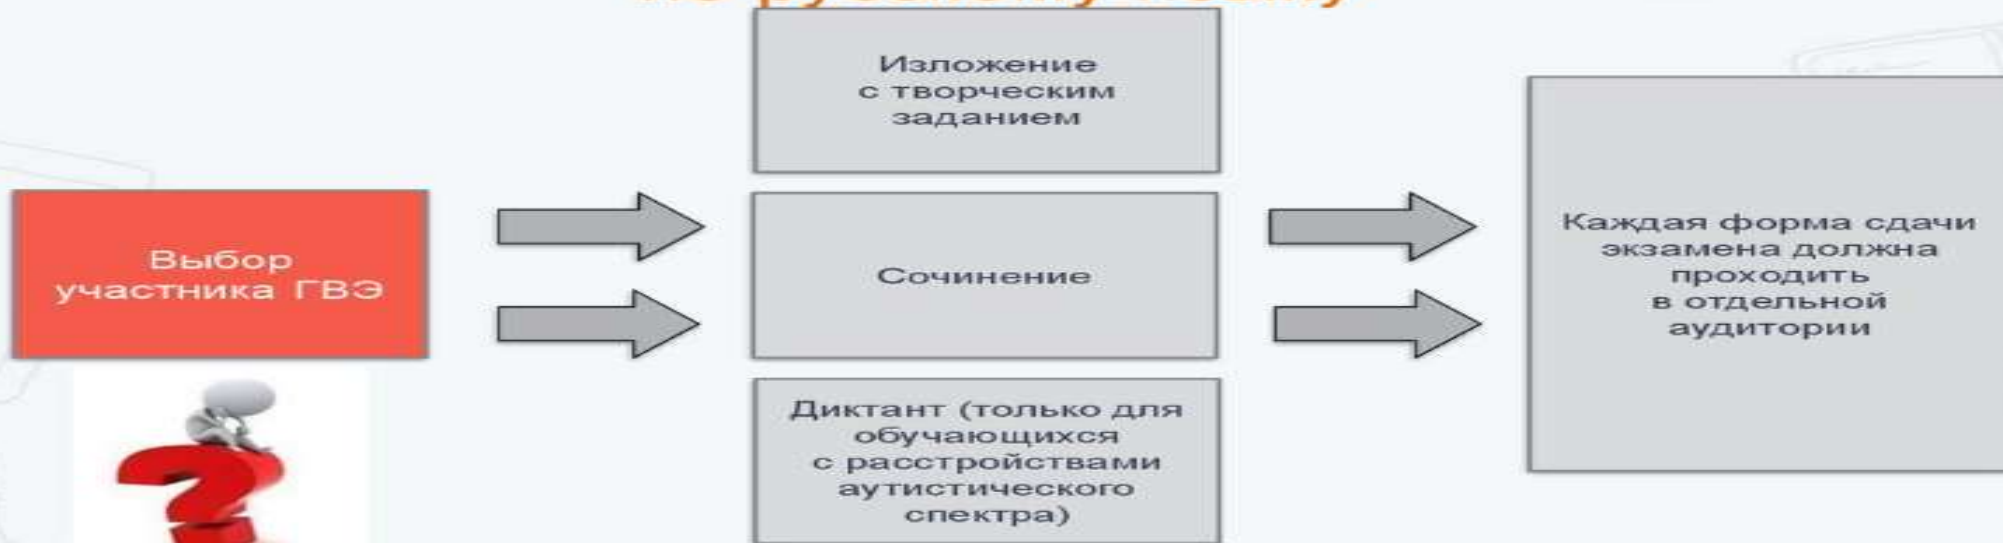 Изложение
с творческим
заданием
Выбор
участника ГВЭ
Сочинение
Диктант (только для
обучающихся
с расстройствами
аутистического
спектра)
Каждая форма сдачи
экзамена должна
проходить
в отдельной
аудитории